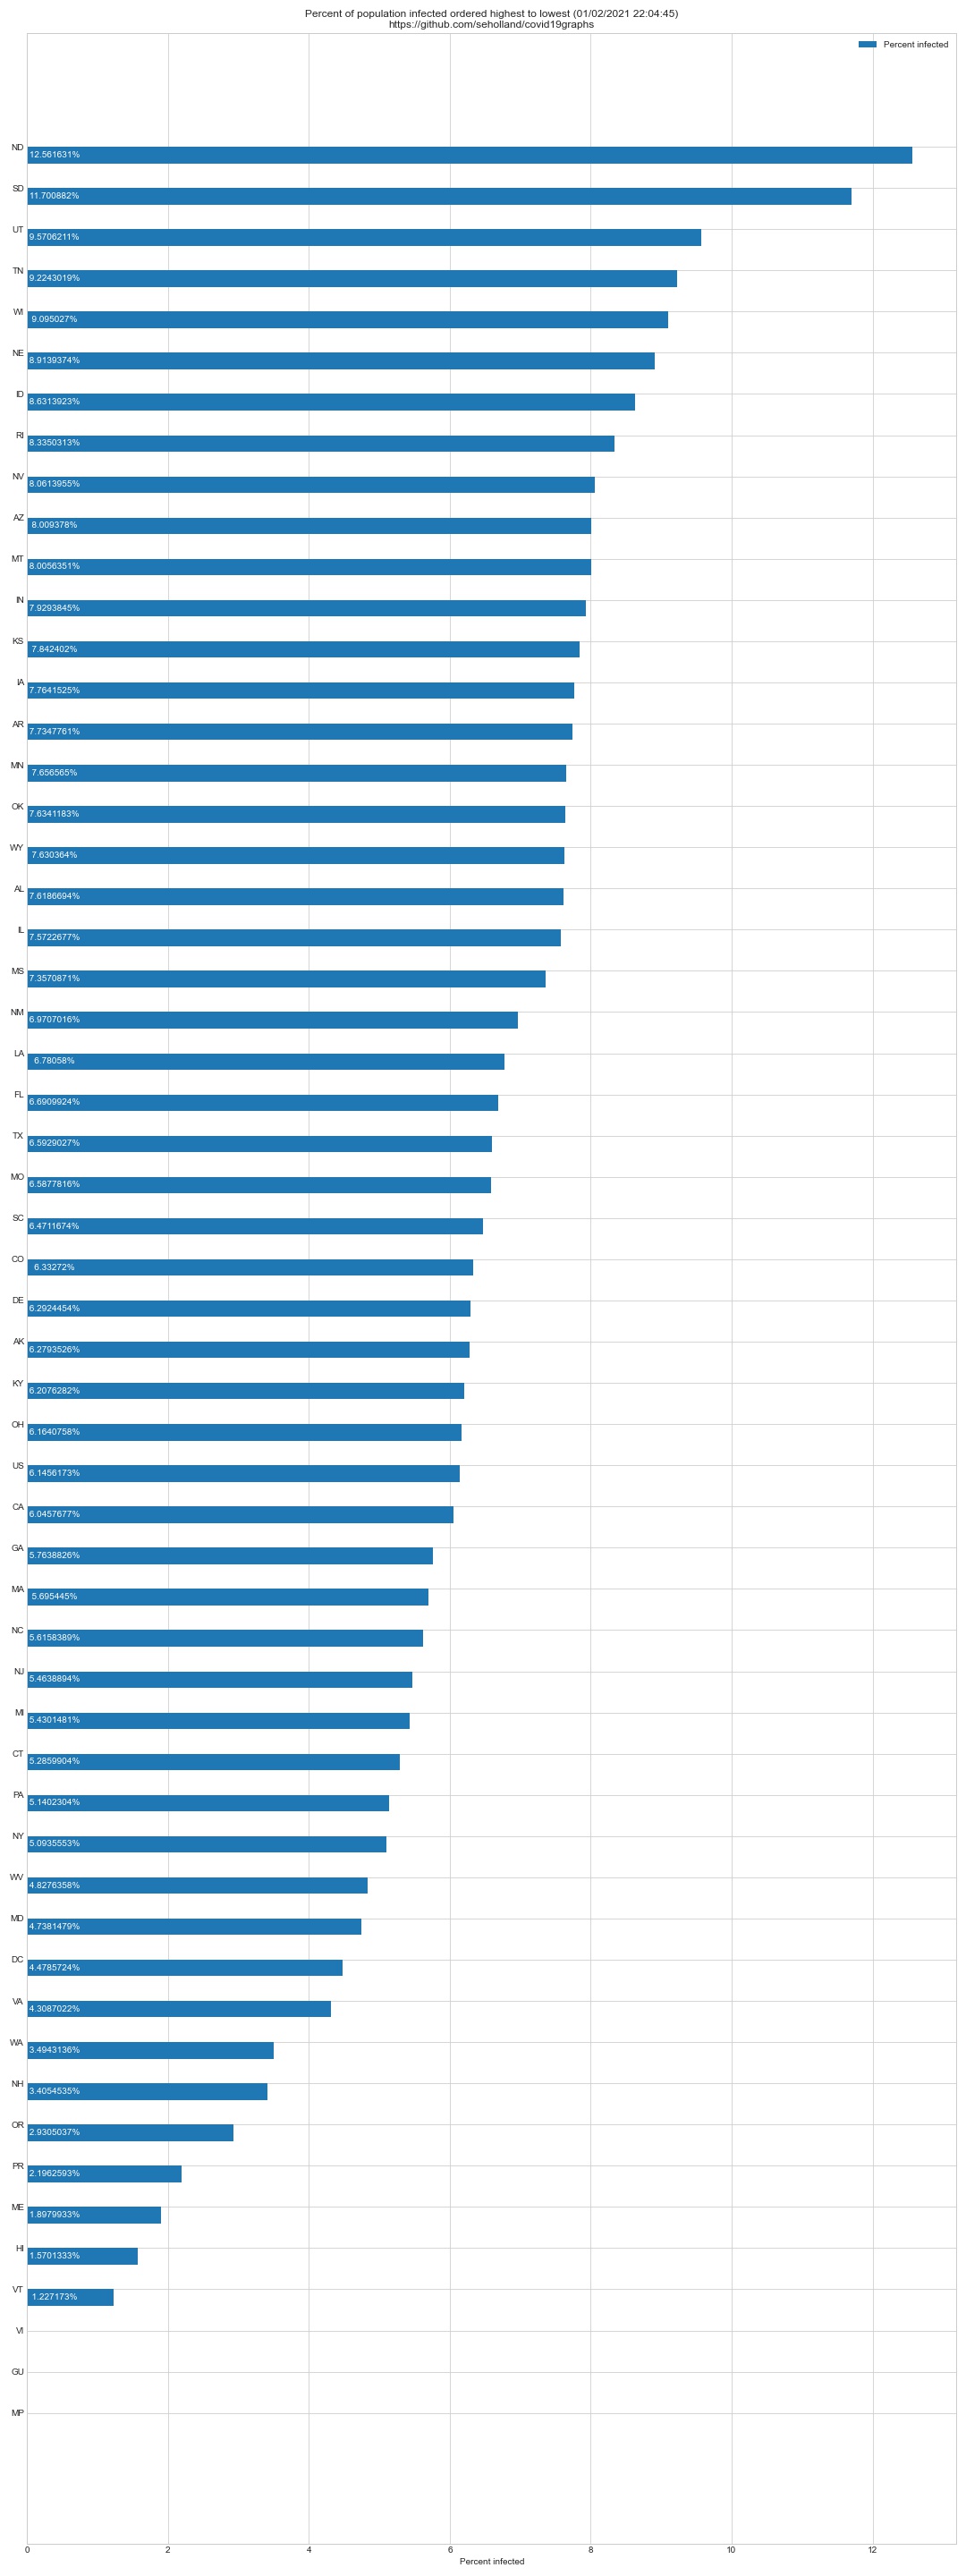 Percent of population infected ordered highest to lowest (01/02/2021 22:04:45)
https://github.com/seholland/covid19graphs
Percent infected
ND 12.561631%
SD 11.700882%
UT 9.5706211%
TN 9.2243019%
WI 9.095027%
NE 8.9139374%
ID 8.6313923%
RI 8.3350313%
NV 8.0613955%
AZ 8.009378%
MT 8.0056351%
IN 7.9293845%
KS 7.842402%
IA 7.7641525%
AR 7.7347761%
MN 7.656565%
OK 7.6341183%
WY 7.630364%
AL 7.6186694%
IL 7.5722677%
MS 7.3570871%
NM 6.9707016%
LA 6.78058%
FL 6.6909924%
TX 6.5929027%
MO 6.5877816%
SC 6.4711674%
CO 6.33272%
DE 6.2924454%
AK 6.2793526%
KY 6.2076282%
OH 6.1640758%
US 6.1456173%
CA 6.0457677%
GA 5.7638826%
MA 5.695445%
NC 5.6158389%
NJ 5.4638894%
MI 5.4301481%
CT 5.2859904%
PA 5.1402304%
NY 5.0935553%
WV 4.8276358%
MD 4.7381479%
DC 4.4785724%
VA 4.3087022%
WA 3.4943136%
NH 3.4054535%
OR 2.9305037%
PR 2.1962593%
ME 1.8979933%
HI 1.5701333%
VT 1.227173%
VI
GU
MP
0 2 4 6 8 10 12
Percent infected